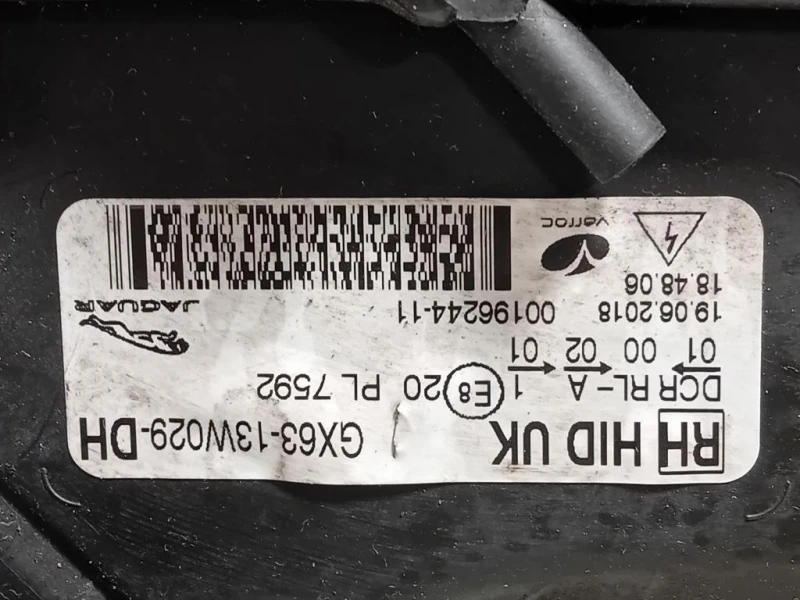 RH HID UK GX63-13W029-DH
DCR RL-A 1 E8 20 PL 7592
01 00 02 01
19.06.2018 00196244-11
18.48.06
varroc
JAGUAR